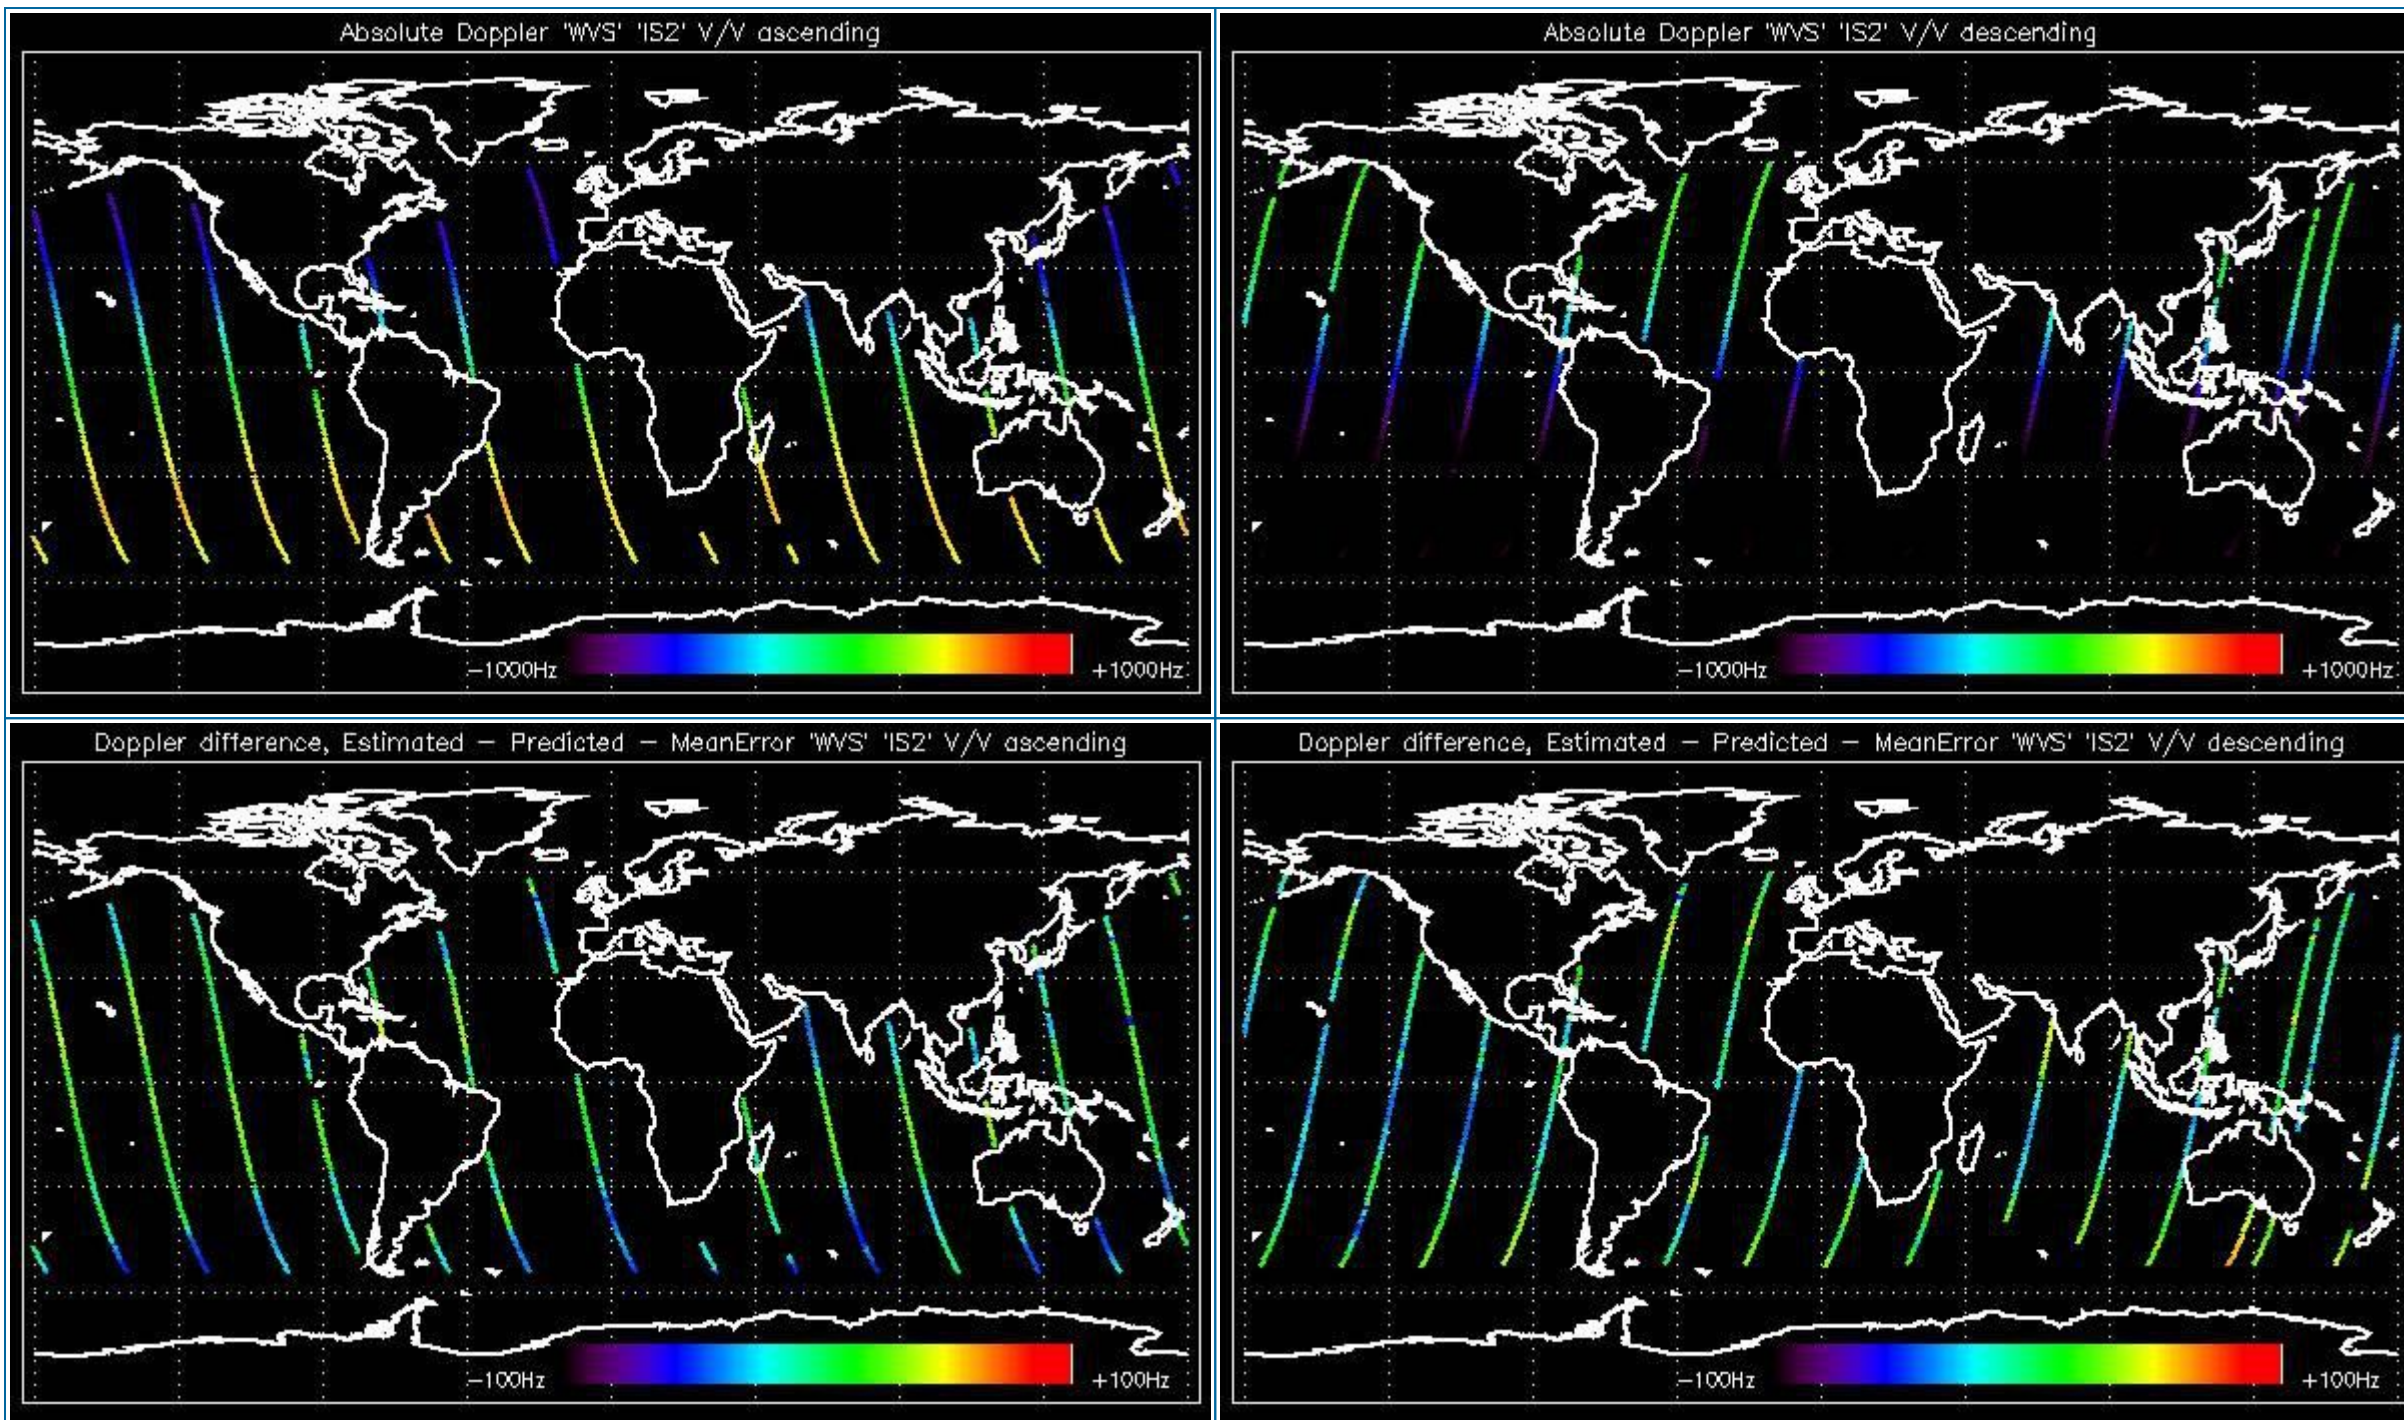 Absolute Doppler 'WVS' 'IS2' V/V ascending
-1000Hz
+1000Hz
Absolute Doppler 'WVS' 'IS2' V/V descending
-1000Hz
+1000Hz
Doppler difference, Estimated - Predicted - MeanError 'WVS' 'IS2' V/V ascending
-100Hz
+100Hz
Doppler difference, Estimated - Predicted - MeanError 'WVS' 'IS2' V/V descending
-100Hz
+100Hz